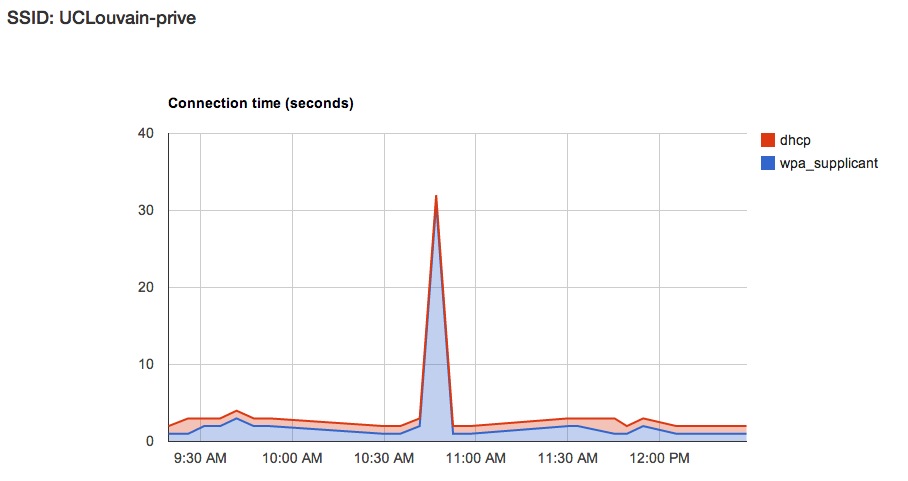 SSID: UCLouvain-prive
Connection time (seconds)
40
30
20
10
0
dhcp
wpa_supplicant
9:30 AM 10:00 AM 10:30 AM 11:00 AM 11:30 AM 12:00 PM